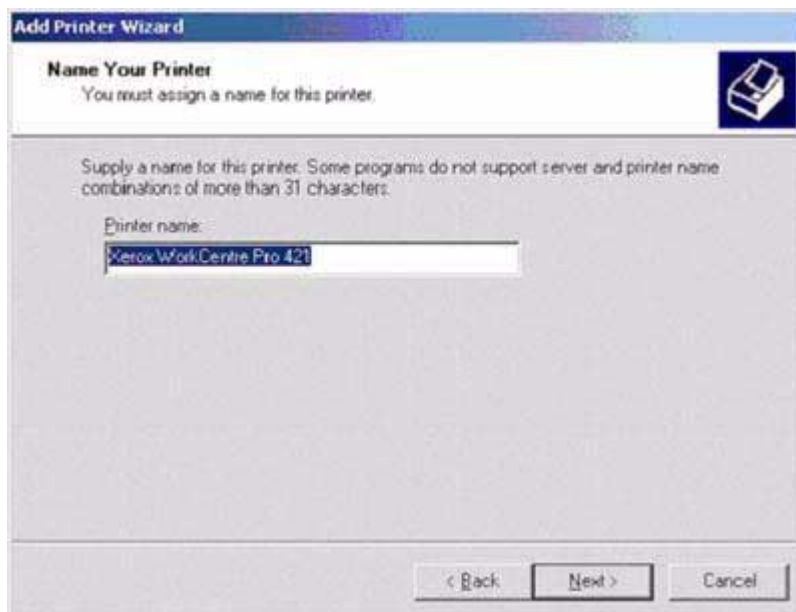 Add Printer Wizard
Name Your Printer
You must assign a name for this printer.
Supply a name for this printer. Some programs do not support server and printer name
combinations of more than 31 characters.
Printer name:
Xerox WorkCentre Pro 421
< Back
Next >
Cancel